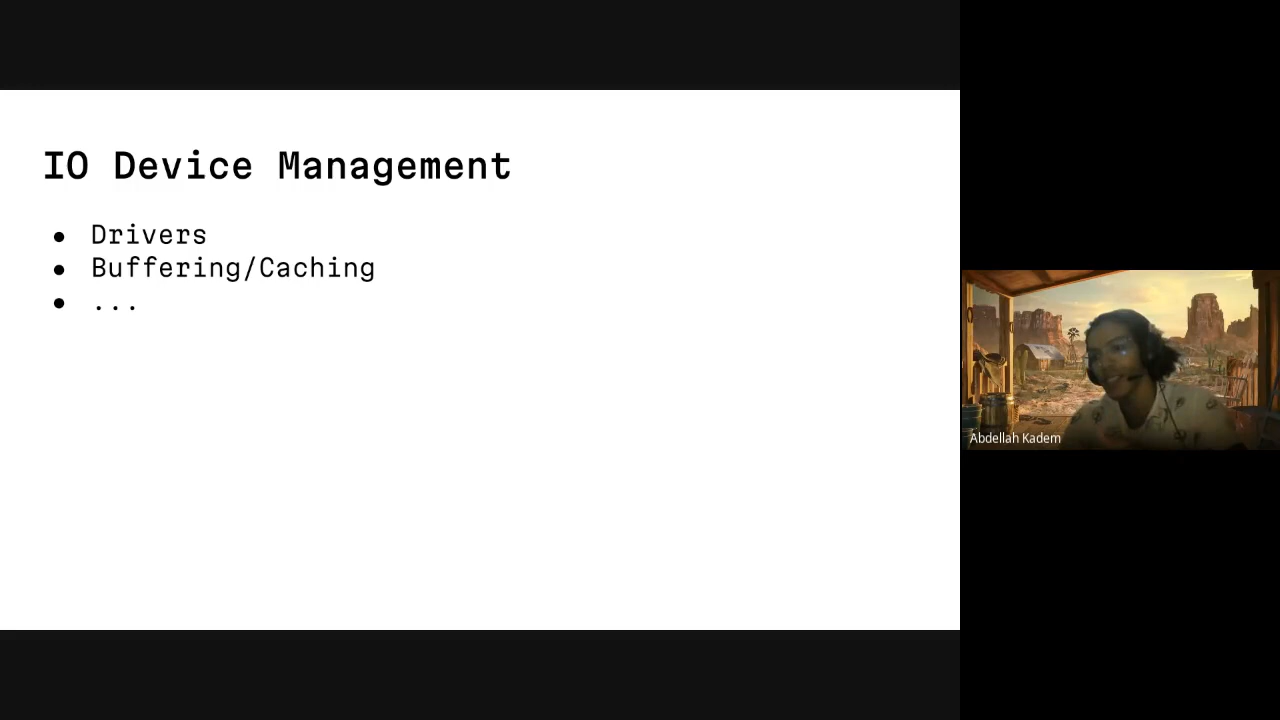 IO Device Management
● Drivers
● Buffering/Caching
● ...
Abdellah Kadem